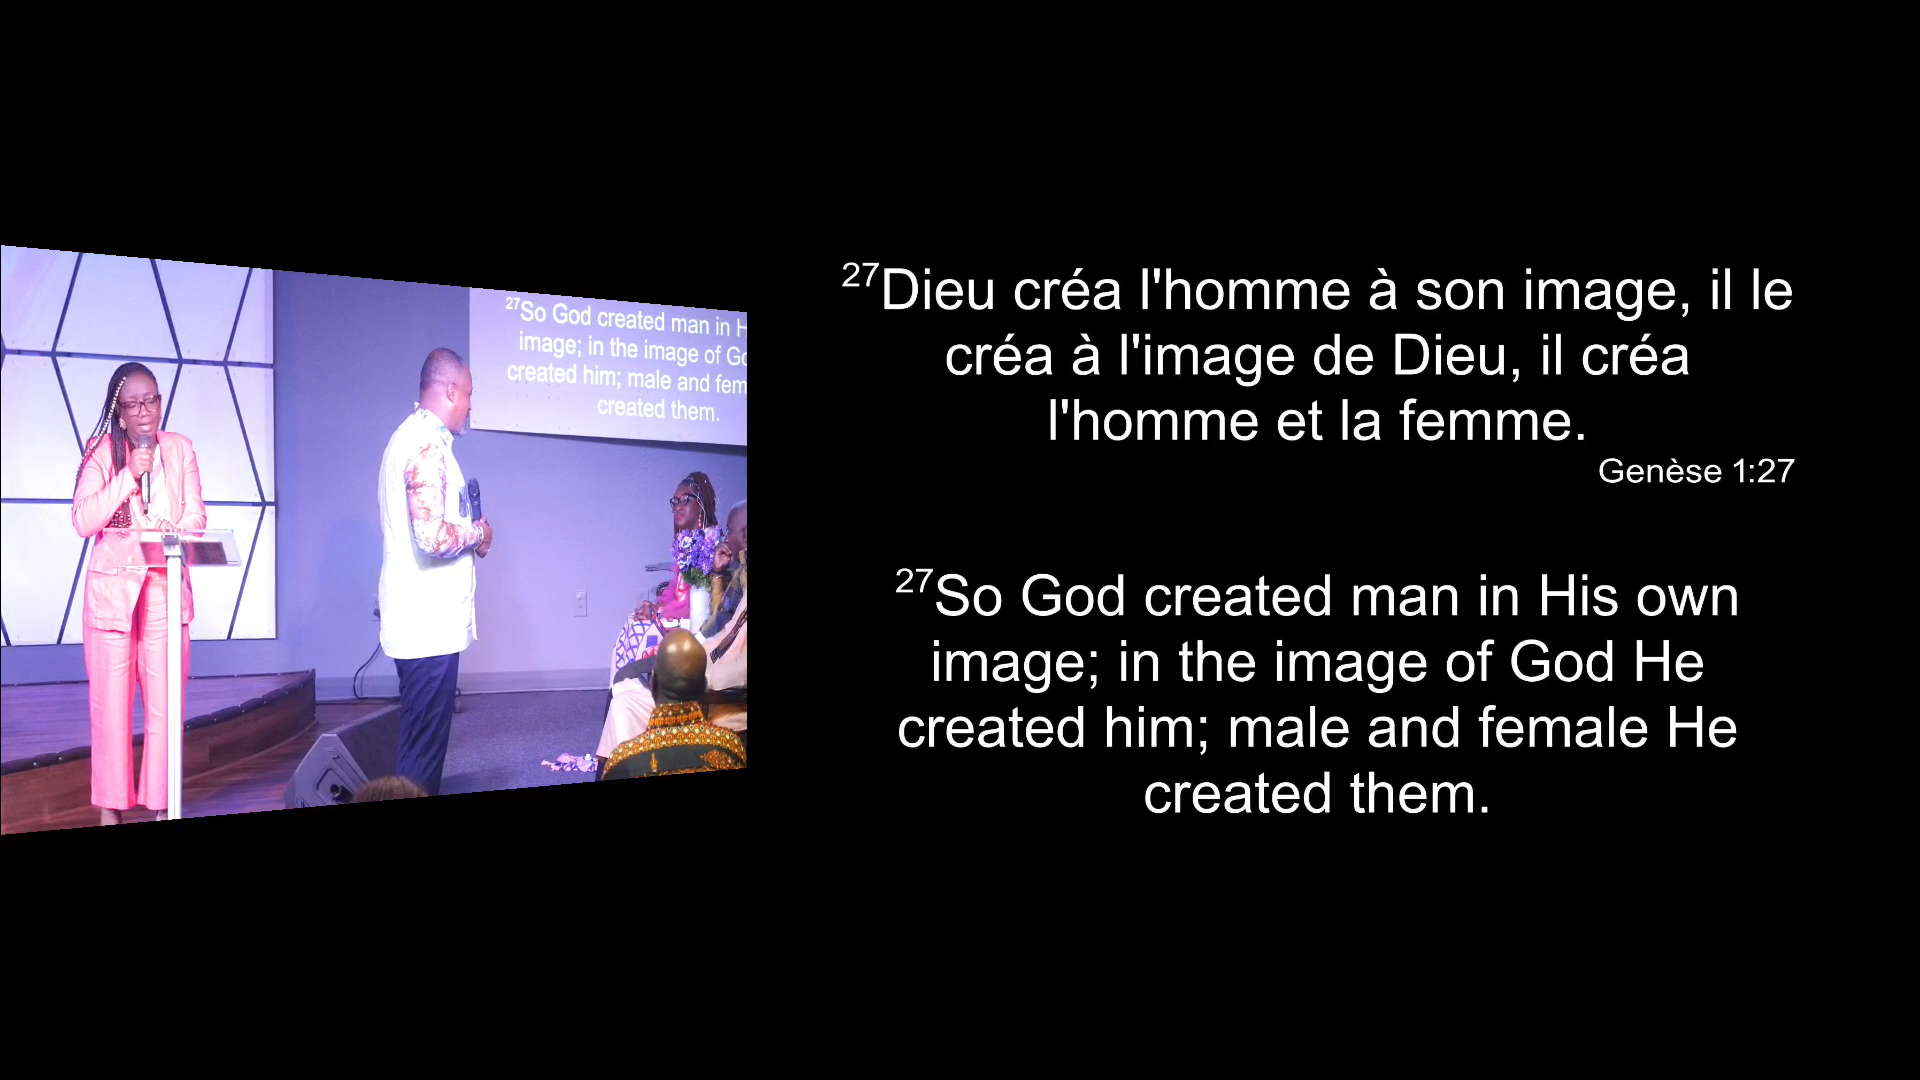 27So God created man in H
image; in the image of Go
created him; male and fem
created them.
27Dieu créa l'homme à son image, il le
créa à l'image de Dieu, il créa
l'homme et la femme.
Genèse 1:27
27So God created man in His own
image; in the image of God He
created him; male and female He
created them.